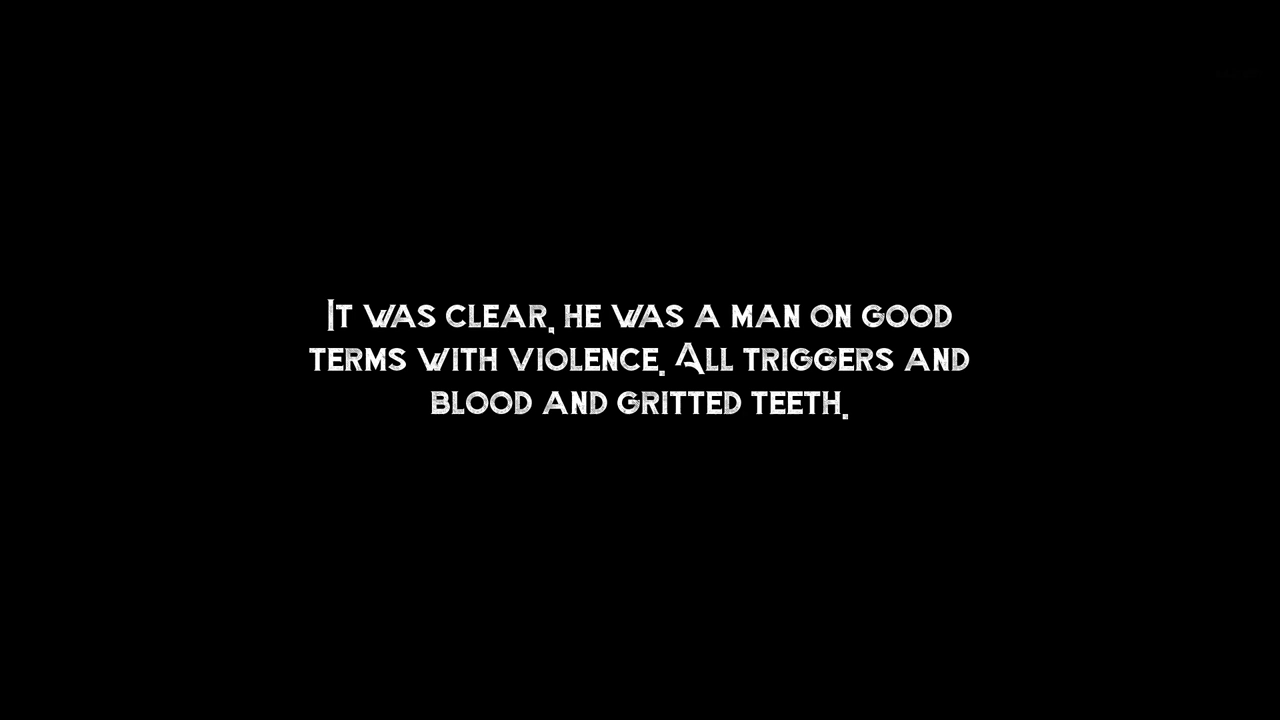 It was clear, he was a man on good
terms with violence. All triggers and
blood and gritted teeth.